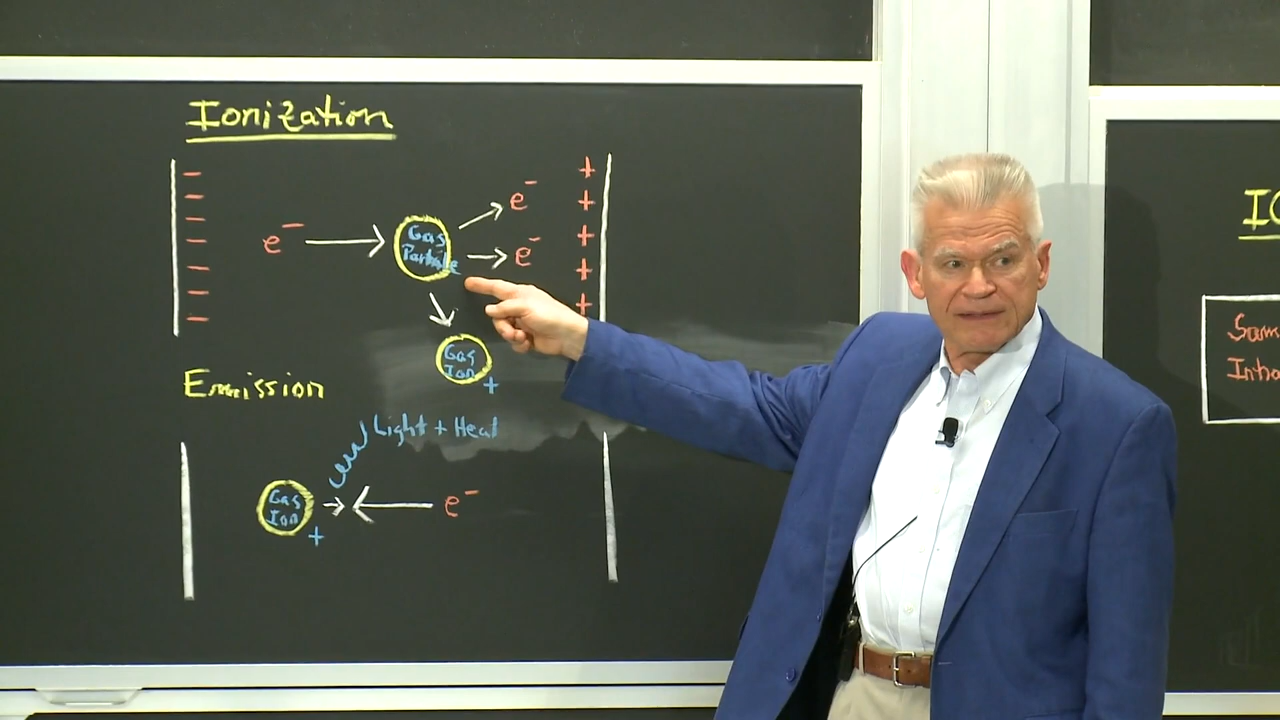 Ionization
e⁻ Gas e⁻
Particle e⁻
Gas
Ion
+
Emission
Light + Heat
Gas
Ion e⁻
+